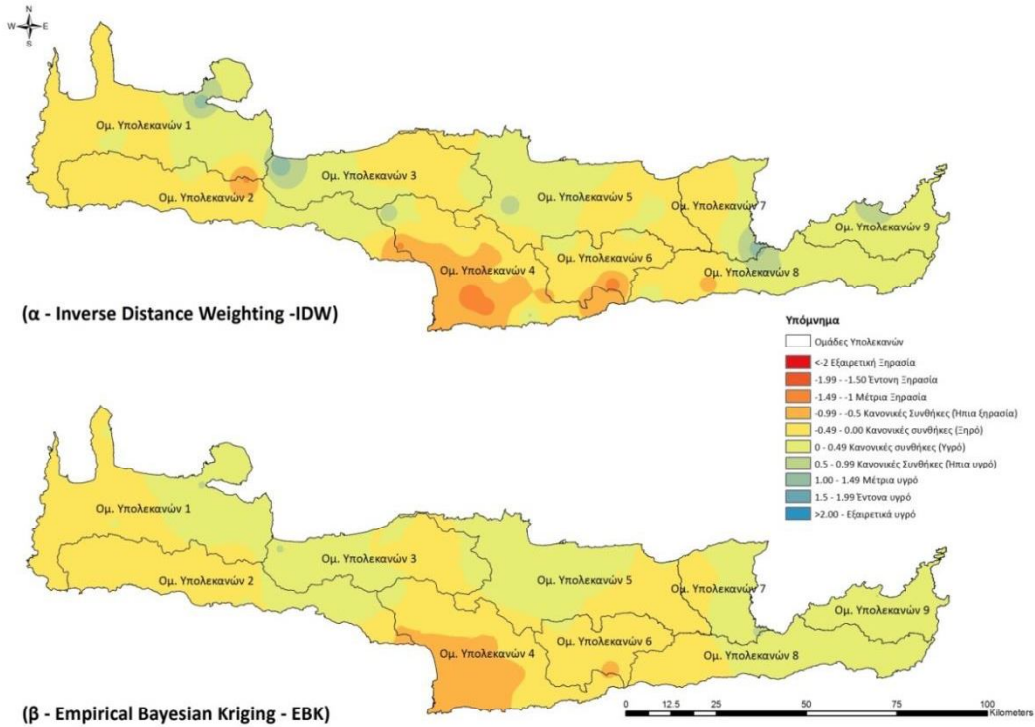 N
W E
S
Ομ. Υπολεκανών 1
Ομ. Υπολεκανών 2
Ομ. Υπολεκανών 3
Ομ. Υπολεκανών 4
Ομ. Υπολεκανών 5
Ομ. Υπολεκανών 6
Ομ. Υπολεκανών 7
Ομ. Υπολεκανών 8
Ομ. Υπολεκανών 9
(α - Inverse Distance Weighting -IDW)
Υπόμνημα
Ομάδες Υπολεκανών
<-2 Εξαιρετική Ξηρασία
-1.99 - -1.50 Έντονη Ξηρασία
-1.49 - -1 Μέτρια Ξηρασία
-0.99 - -0.5 Κανονικές Συνθήκες (Ήπια ξηρασία)
-0.49 - 0.00 Κανονικές συνθήκες (Ξηρό)
0 - 0.49 Κανονικές συνθήκες (Υγρό)
0.5 - 0.99 Κανονικές Συνθήκες (Ήπια υγρό)
1.00 - 1.49 Μέτρια υγρό
1.5 - 1.99 Έντονα υγρό
>2.00 - Εξαιρετικά υγρό
Ομ. Υπολεκανών 1
Ομ. Υπολεκανών 2
Ομ. Υπολεκανών 3
Ομ. Υπολεκανών 4
Ομ. Υπολεκανών 5
Ομ. Υπολεκανών 6
Ομ. Υπολεκανών 7
Ομ. Υπολεκανών 8
Ομ. Υπολεκανών 9
(β - Empirical Bayesian Kriging - EBK)
0 12.5 25 50 75 100
Kilometers